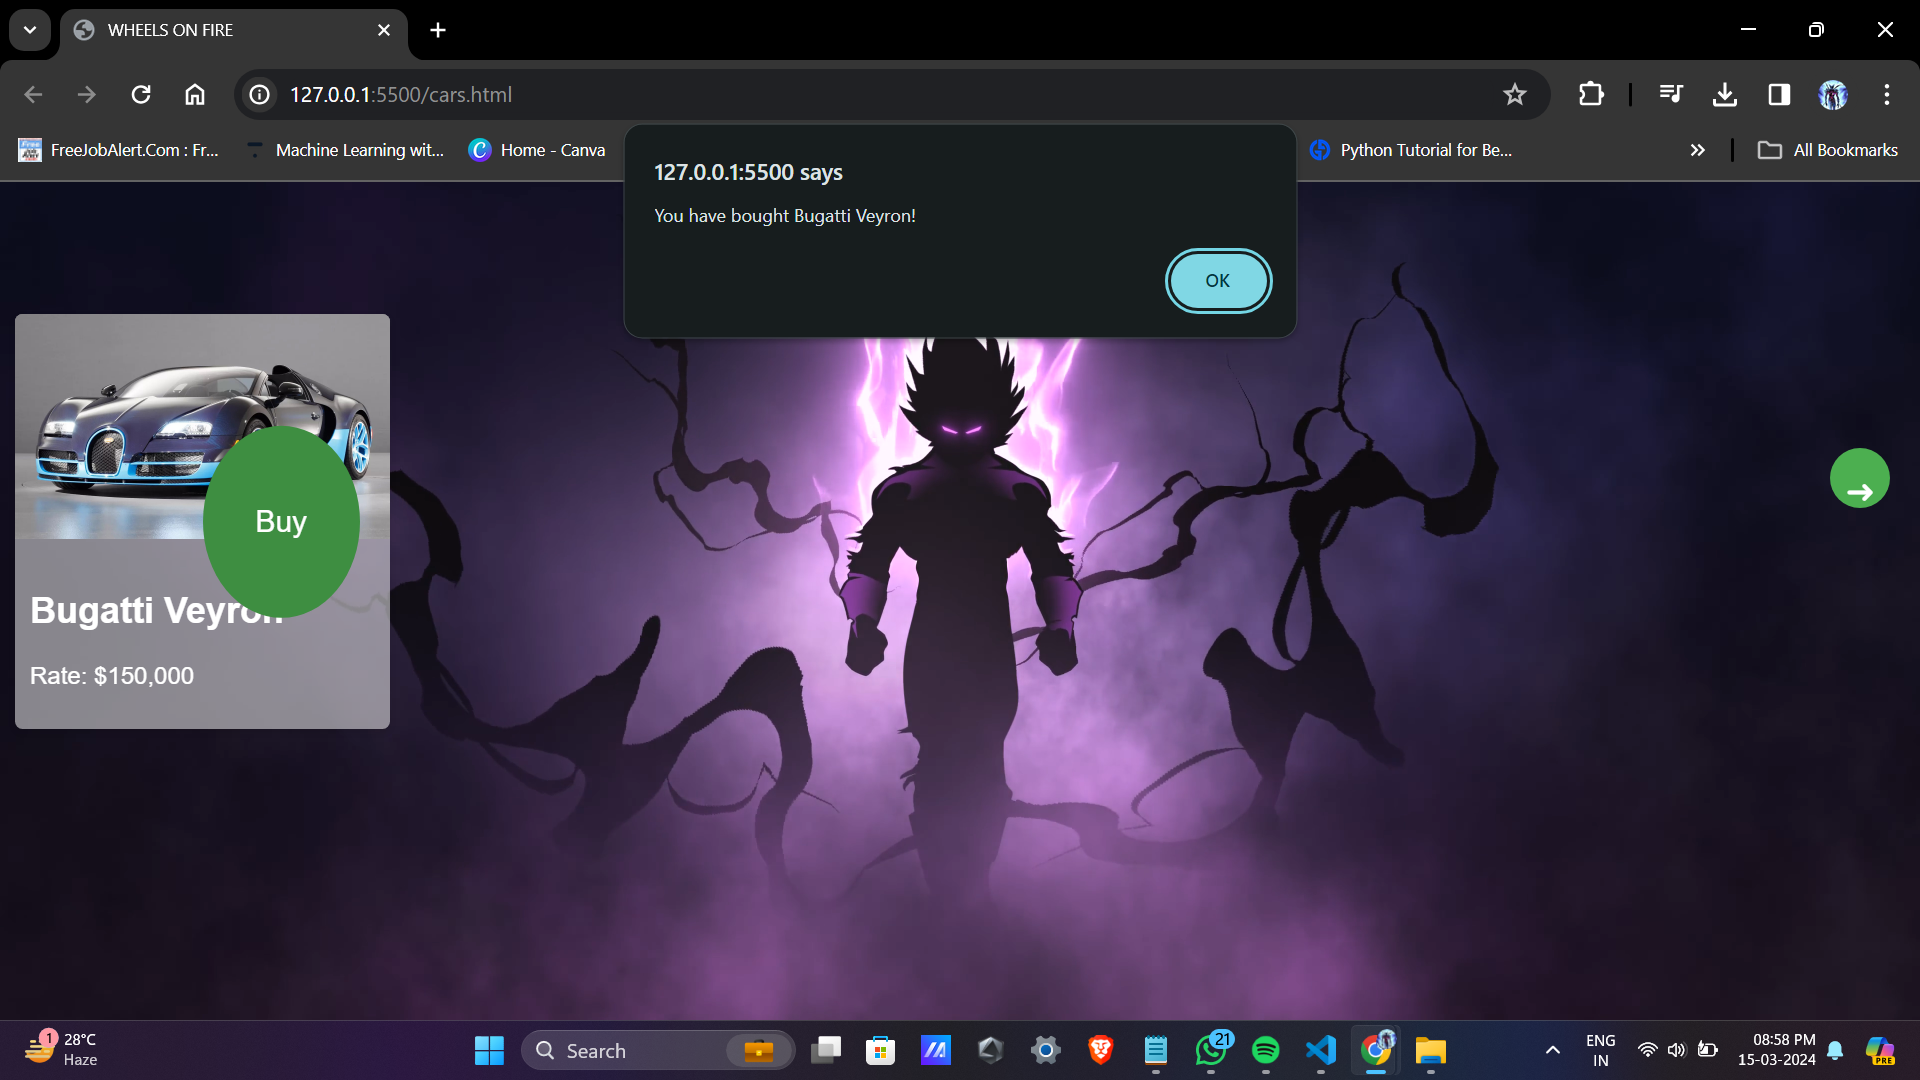 WHEELS ON FIRE
127.0.0.1:5500/cars.html
FreeJobAlert.Com : Fr...
Machine Learning wit...
Home - Canva
Python Tutorial for Be...
All Bookmarks
127.0.0.1:5500 says
You have bought Bugatti Veyron!
OK
Buy
Bugatti Veyron
Rate: $150,000
1
28°C
Haze
Search
21
ENG
IN
08:58 PM
15-03-2024
PRE